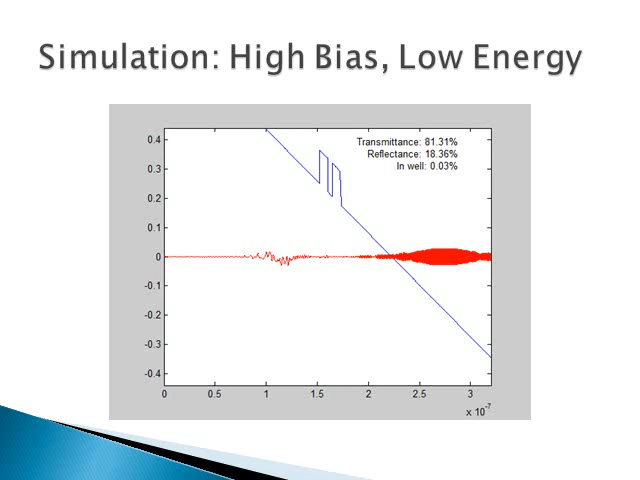 Simulation: High Bias, Low Energy
Transmittance: 81.31%
Reflectance: 18.36%
In well: 0.03%
0.4
0.3
0.2
0.1
0
-0.1
-0.2
-0.3
-0.4
0 0.5 1 1.5 2 2.5 3
x 10⁻⁷